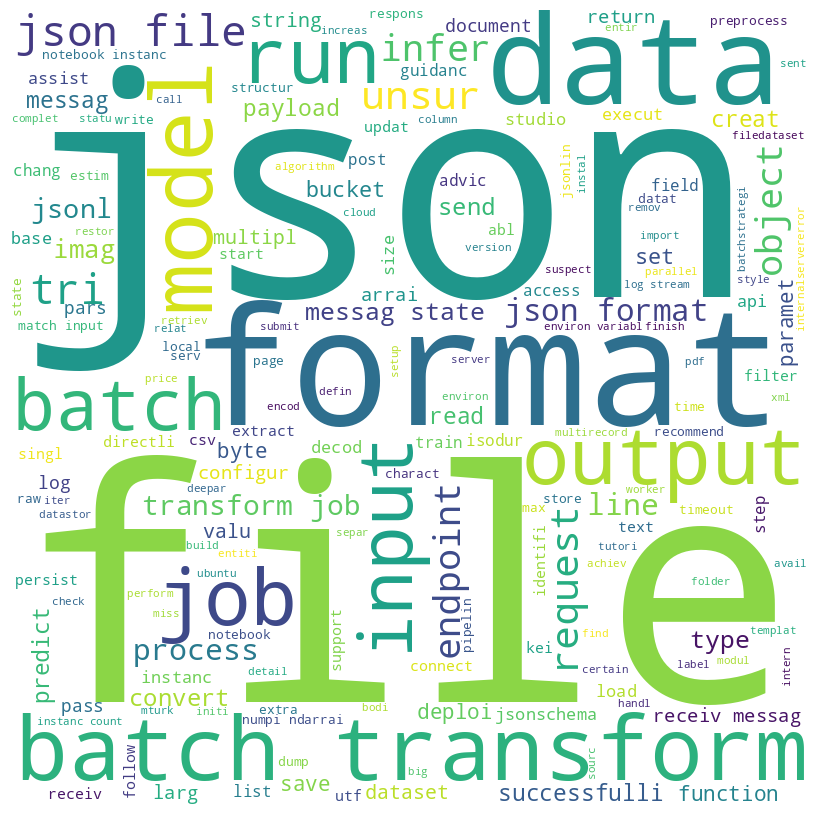 json file
string
respons
increas
document
return
entir
preprocess
notebook instanc
run
infer
data
sent
assist
call
structur
guidanc
messag
model
payload
unsur
studio
execut
creat
complet
statu
write
updat
column
filedataset
json
chang
estim
algorithm
post
bucket
advic
jsonlin
instal
field
datat
remov
object
batchstrategi
internalservererror
jsonl
cloud
send
abl
version
import
base
restor
imag
multipl
start
size
set
parallel
style
state
tri
pars
arrai
access
suspect
log stream
api
match input
retriev
messag state
json format
paramet
relat
submit
environ variabl
finish
local
serv
format
page
setup
server
pdf
filter
price
defin
environ
time
xml
batch
encod
read
recommend
extract
directli
csv
decod
train
isodur
multirecord
output
singl
byte
configur
charact
log
raw
iter
deepar
datastor
transform job
input
endpoint
line
max
store
worker
timeout
step
valu
separ
request
text
build
entiti
identifi
tutori
achiev
avail
file
persist
check
perform
ubuntu
miss
job
notebook
support
pipelin
folder
find
templat
predict
process
connect
kei
type
label
modul
certain
intern
instanc
detail
pass
convert
load
handl
mturk
initi
extra
bodi
instanc count
numpi ndarrai
deploi
jsonschema
receiv messag
batch transform
follow
dump
big
sourc
receiv
larg
list
save
utf
dataset
successfulli
function